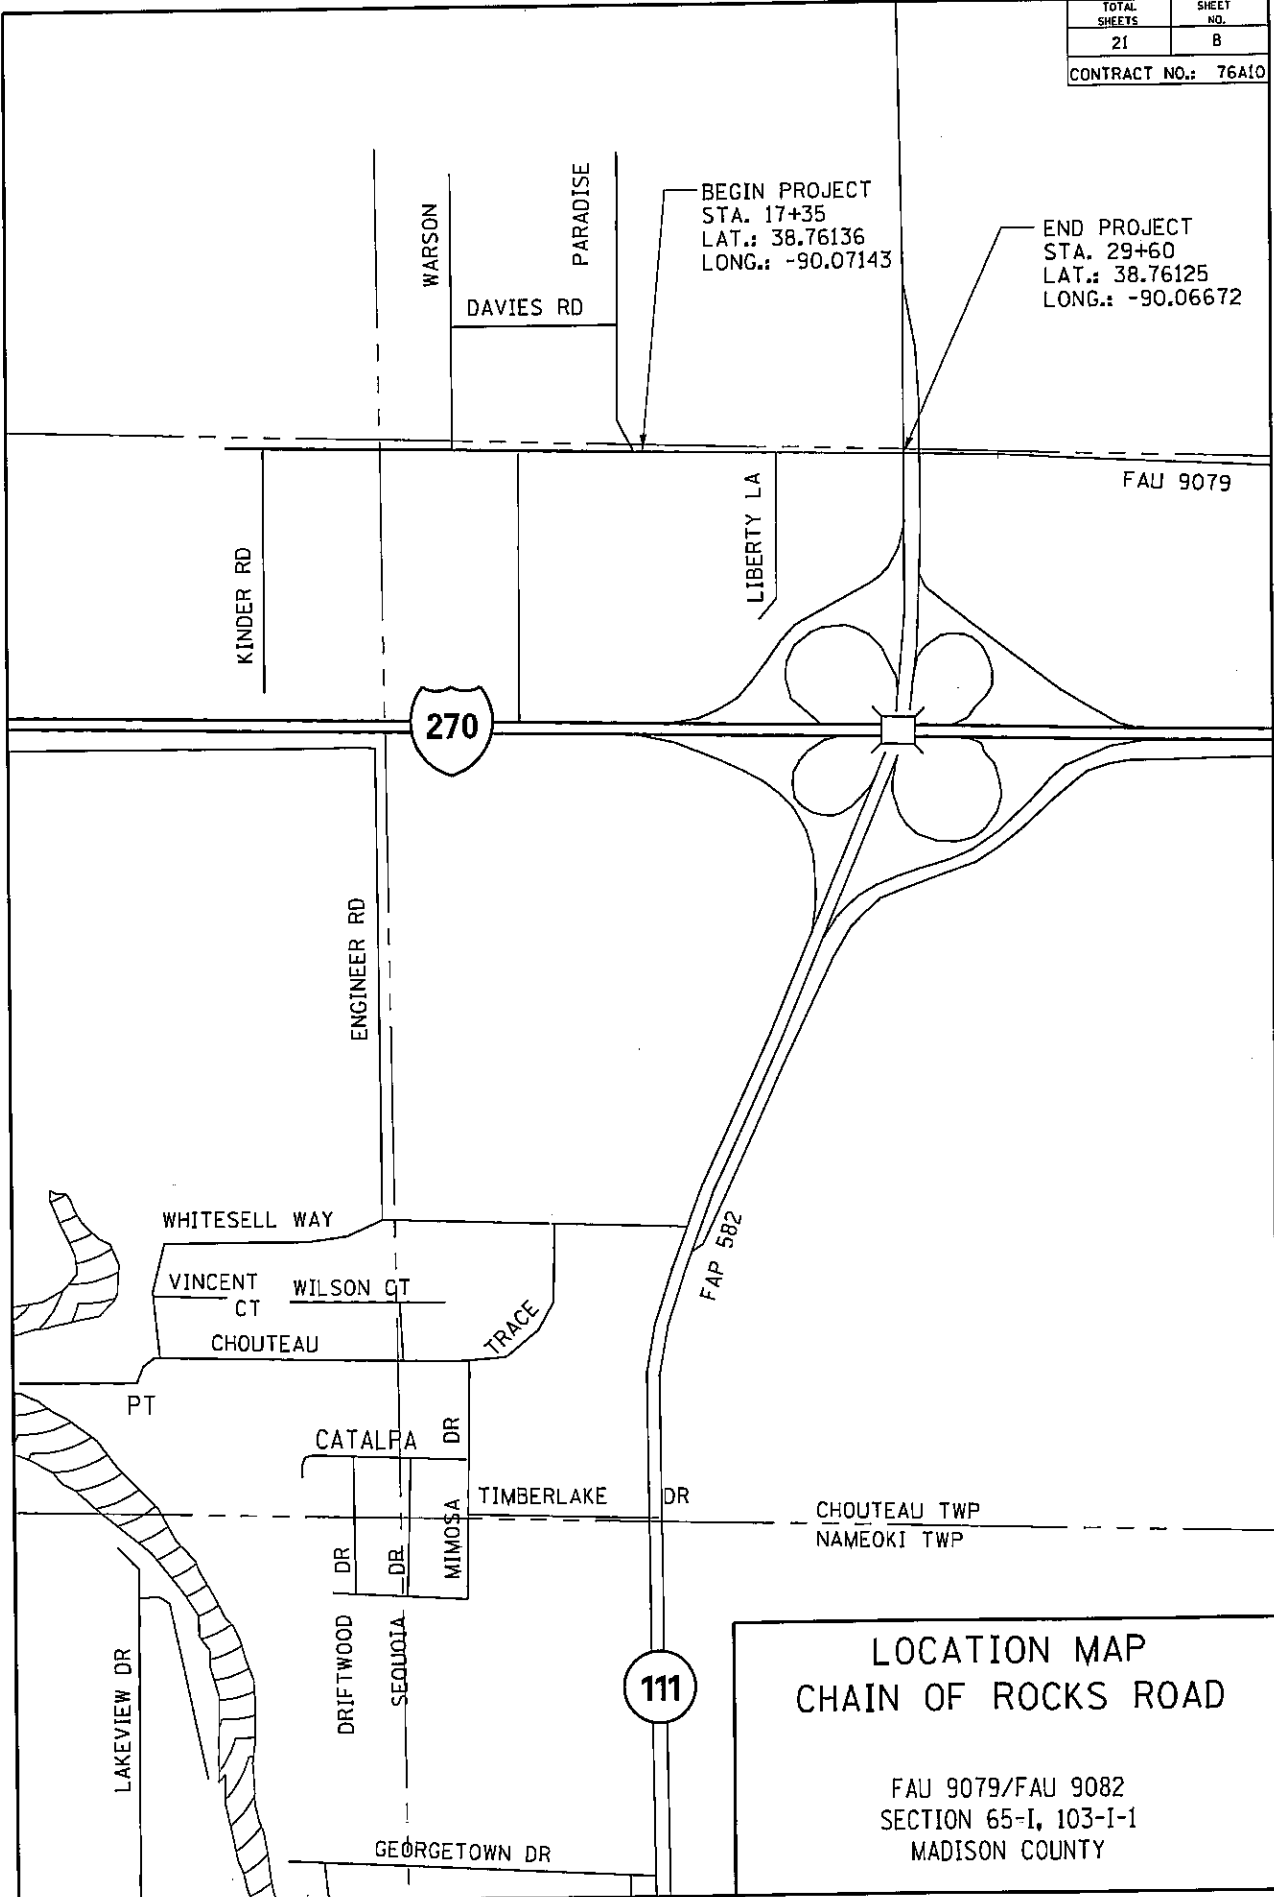 TOTAL SHEETS
SHEET NO.
21
B
CONTRACT NO.: 76A10
BEGIN PROJECT
STA. 17+35
LAT.: 38.76136
LONG.: -90.07143
END PROJECT
STA. 29+60
LAT.: 38.76125
LONG.: -90.06672
WARSON
PARADISE
DAVIES RD
FAU 9079
LIBERTY LA
KINDER RD
270
ENGINEER RD
WHITESELL WAY
FAP 582
VINCENT
CT
WILSON CT
CHOUTEAU
TRACE
PT
CATALPA
DR
TIMBERLAKE DR
MIMOSA
CHOUTEAU TWP
NAMEOKI TWP
DRIFTWOOD DR
SEQUOIA DR
LAKEVIEW DR
111
GEORGETOWN DR
LOCATION MAP
CHAIN OF ROCKS ROAD
FAU 9079/FAU 9082
SECTION 65-I, 103-I-1
MADISON COUNTY